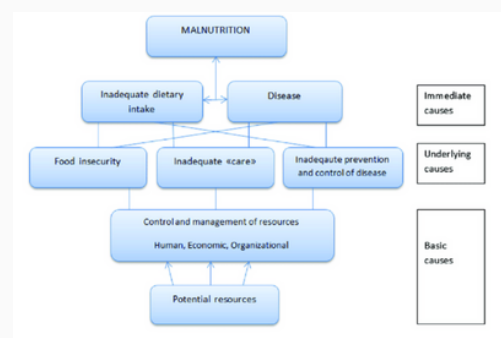 MALNUTRITION
Inadequate dietary
intake
Disease
Immediate
causes
Food insecurity
Inadequate «care»
Inadeqaute prevention
and control of disease
Underlying
causes
Control and management of resources
Human, Economic, Organizational
Basic
causes
Potential resources